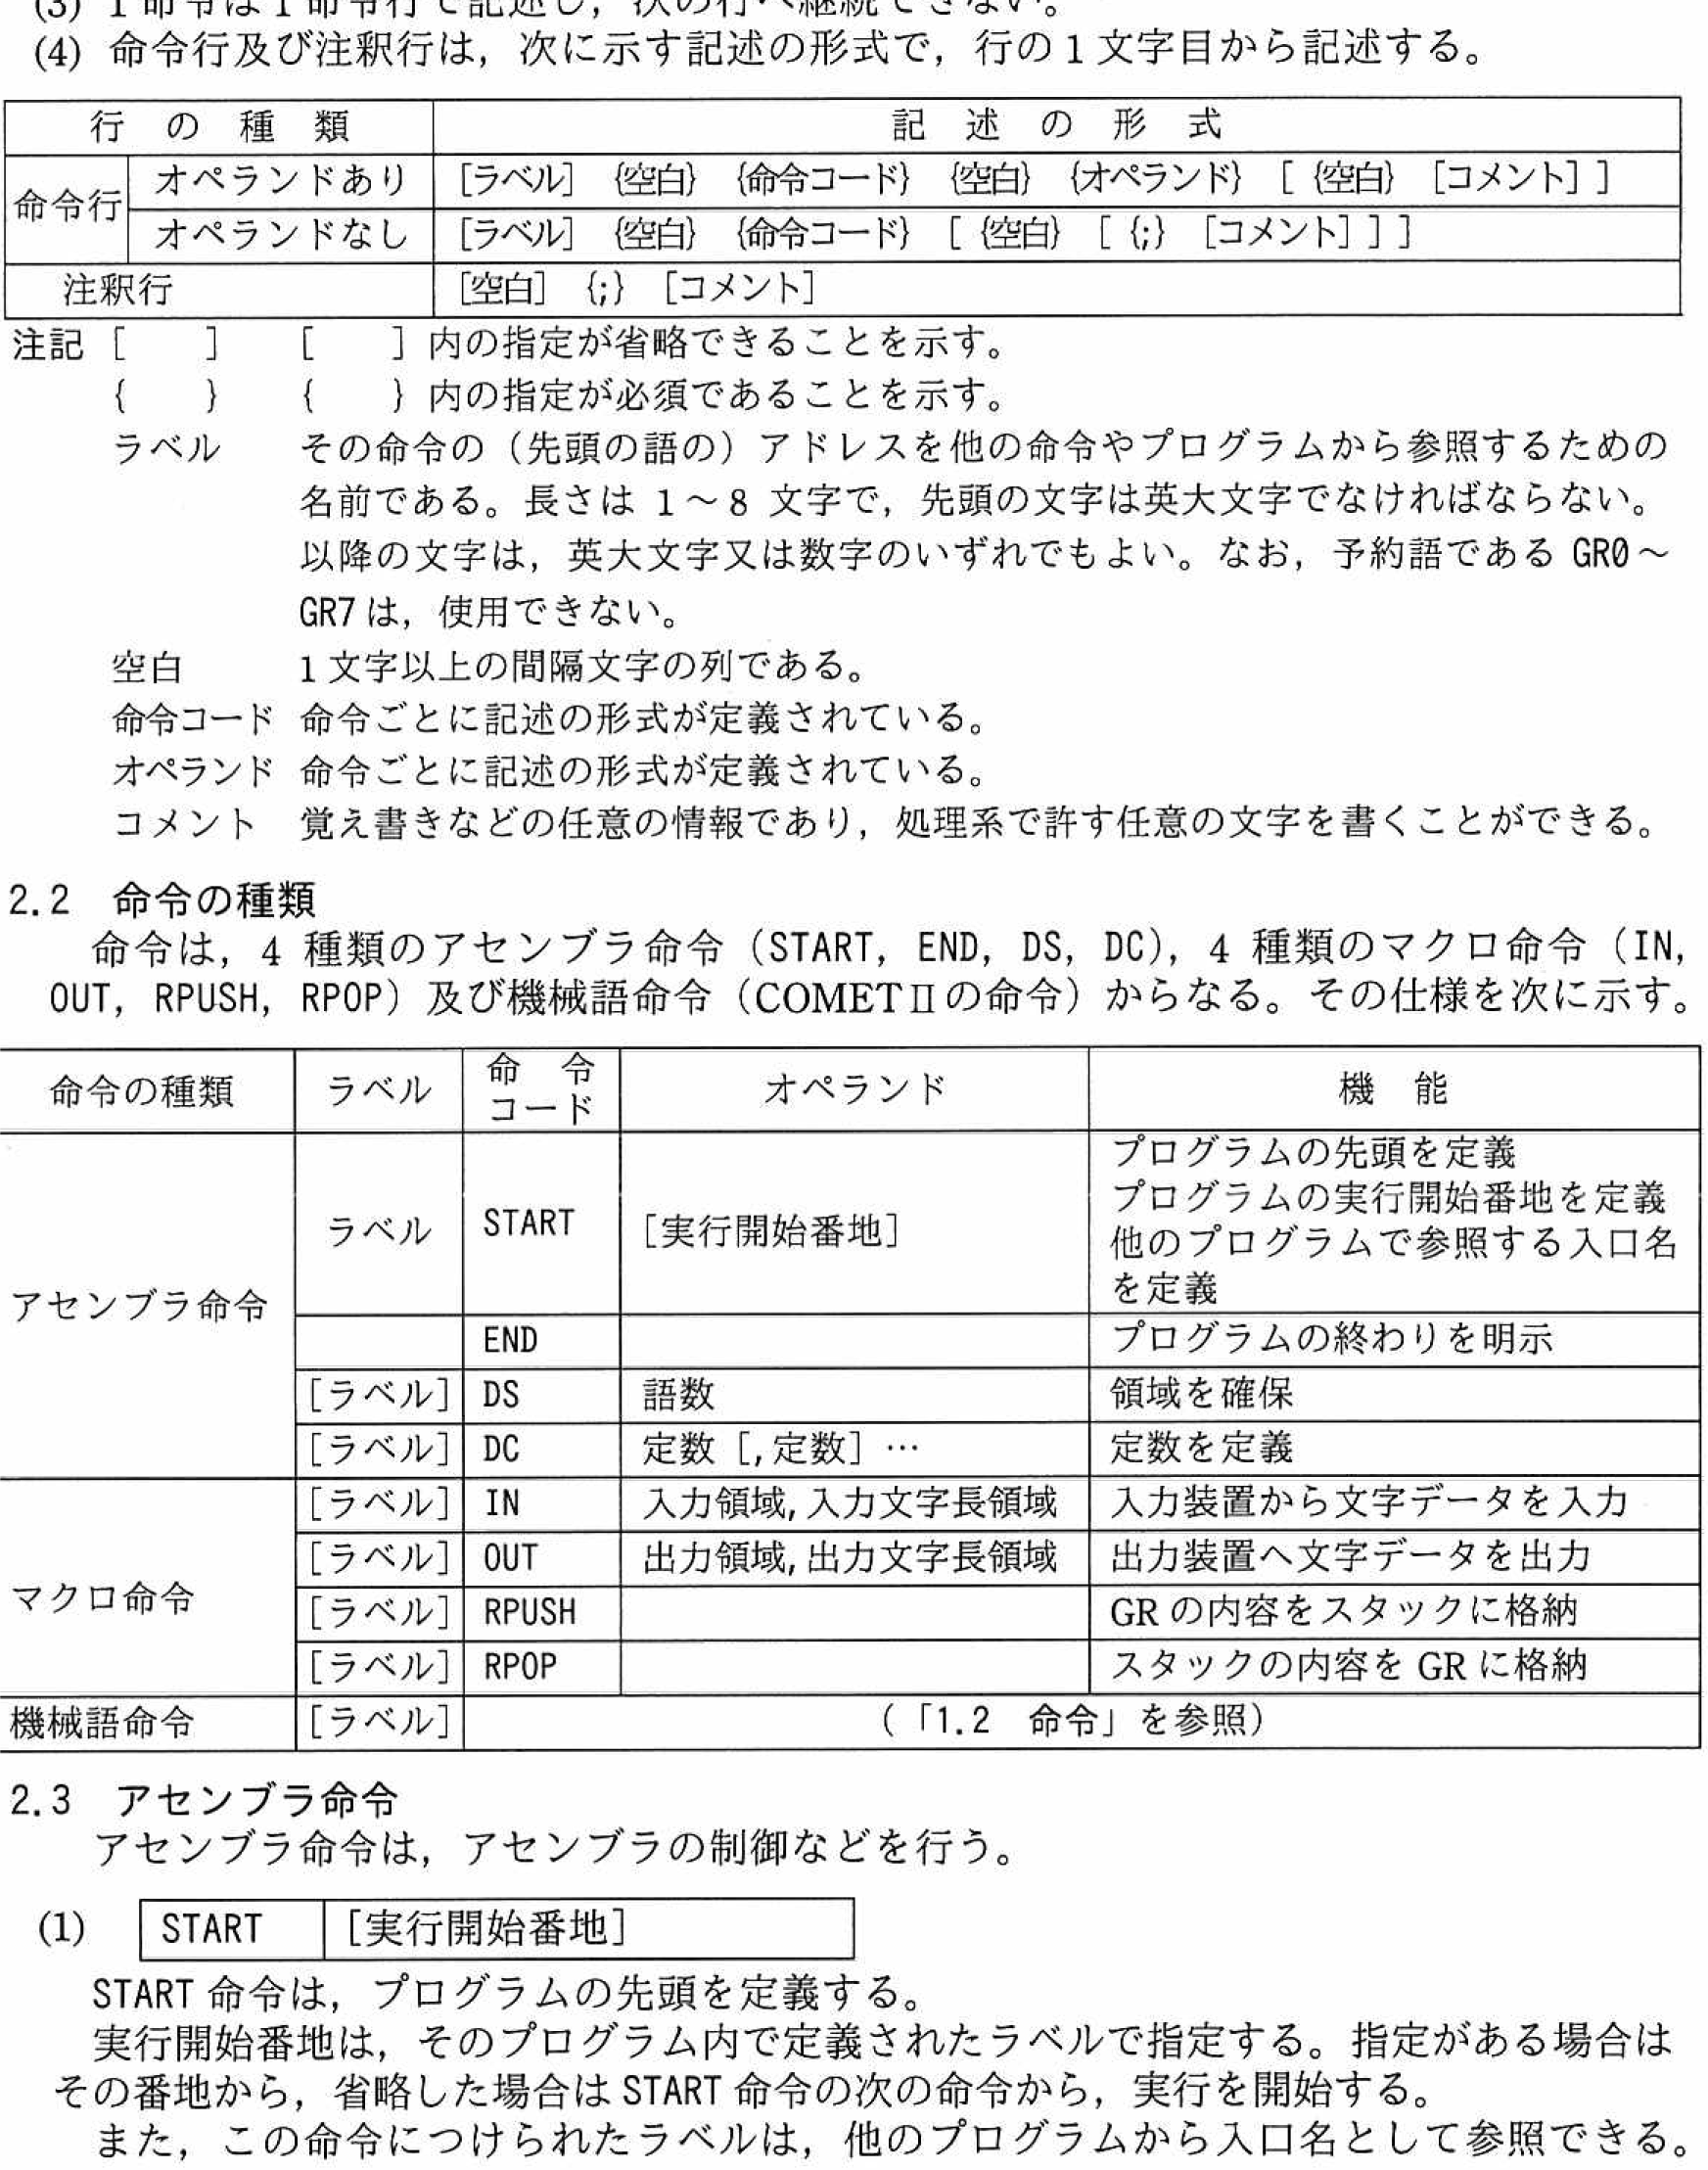 (3) 1命令は1命令行で記述し，次の行へ継続できない。
(4) 命令行及び注釈行は，次に示す記述の形式で，行の1文字目から記述する。
行の種類 記述の形式
命令行 オペランドあり [ラベル] {空白} {命令コード} {空白} {オペランド} [ {空白} [コメント] ]
オペランドなし [ラベル] {空白} {命令コード} [ {空白} [ {;} [コメント] ] ]
注釈行 [空白] {;} [コメント]
注記 [ ] [ ] 内の指定が省略できることを示す。
{ } { } 内の指定が必須であることを示す。
ラベル その命令の（先頭の語の）アドレスを他の命令やプログラムから参照するための
名前である。長さは 1～8 文字で，先頭の文字は英大文字でなければならない。
以降の文字は，英大文字又は数字のいずれでもよい。なお，予約語である GR0～
GR7は，使用できない。
空白 1文字以上の間隔文字の列である。
命令コード 命令ごとに記述の形式が定義されている。
オペランド 命令ごとに記述の形式が定義されている。
コメント 覚え書きなどの任意の情報であり，処理系で許す任意の文字を書くことができる。
2.2 命令の種類
命令は，4 種類のアセンブラ命令（START，END，DS，DC），4 種類のマクロ命令（IN，
OUT，RPUSH，RPOP）及び機械語命令（COMETⅡの命令）からなる。その仕様を次に示す。
命令の種類 ラベル 命令コード オペランド 機能
アセンブラ命令 ラベル START [実行開始番地] プログラムの先頭を定義
プログラムの実行開始番地を定義
他のプログラムで参照する入口名
を定義
END プログラムの終わりを明示
[ラベル] DS 語数 領域を確保
[ラベル] DC 定数 [,定数] … 定数を定義
マクロ命令 [ラベル] IN 入力領域,入力文字長領域 入力装置から文字データを入力
[ラベル] OUT 出力領域,出力文字長領域 出力装置へ文字データを出力
[ラベル] RPUSH GR の内容をスタックに格納
[ラベル] RPOP スタックの内容を GR に格納
機械語命令 [ラベル] （「1.2 命令」を参照）
2.3 アセンブラ命令
アセンブラ命令は，アセンブラの制御などを行う。
(1) START [実行開始番地]
START 命令は，プログラムの先頭を定義する。
実行開始番地は，そのプログラム内で定義されたラベルで指定する。指定がある場合は
その番地から，省略した場合は START 命令の次の命令から，実行を開始する。
また，この命令につけられたラベルは，他のプログラムから入口名として参照できる。